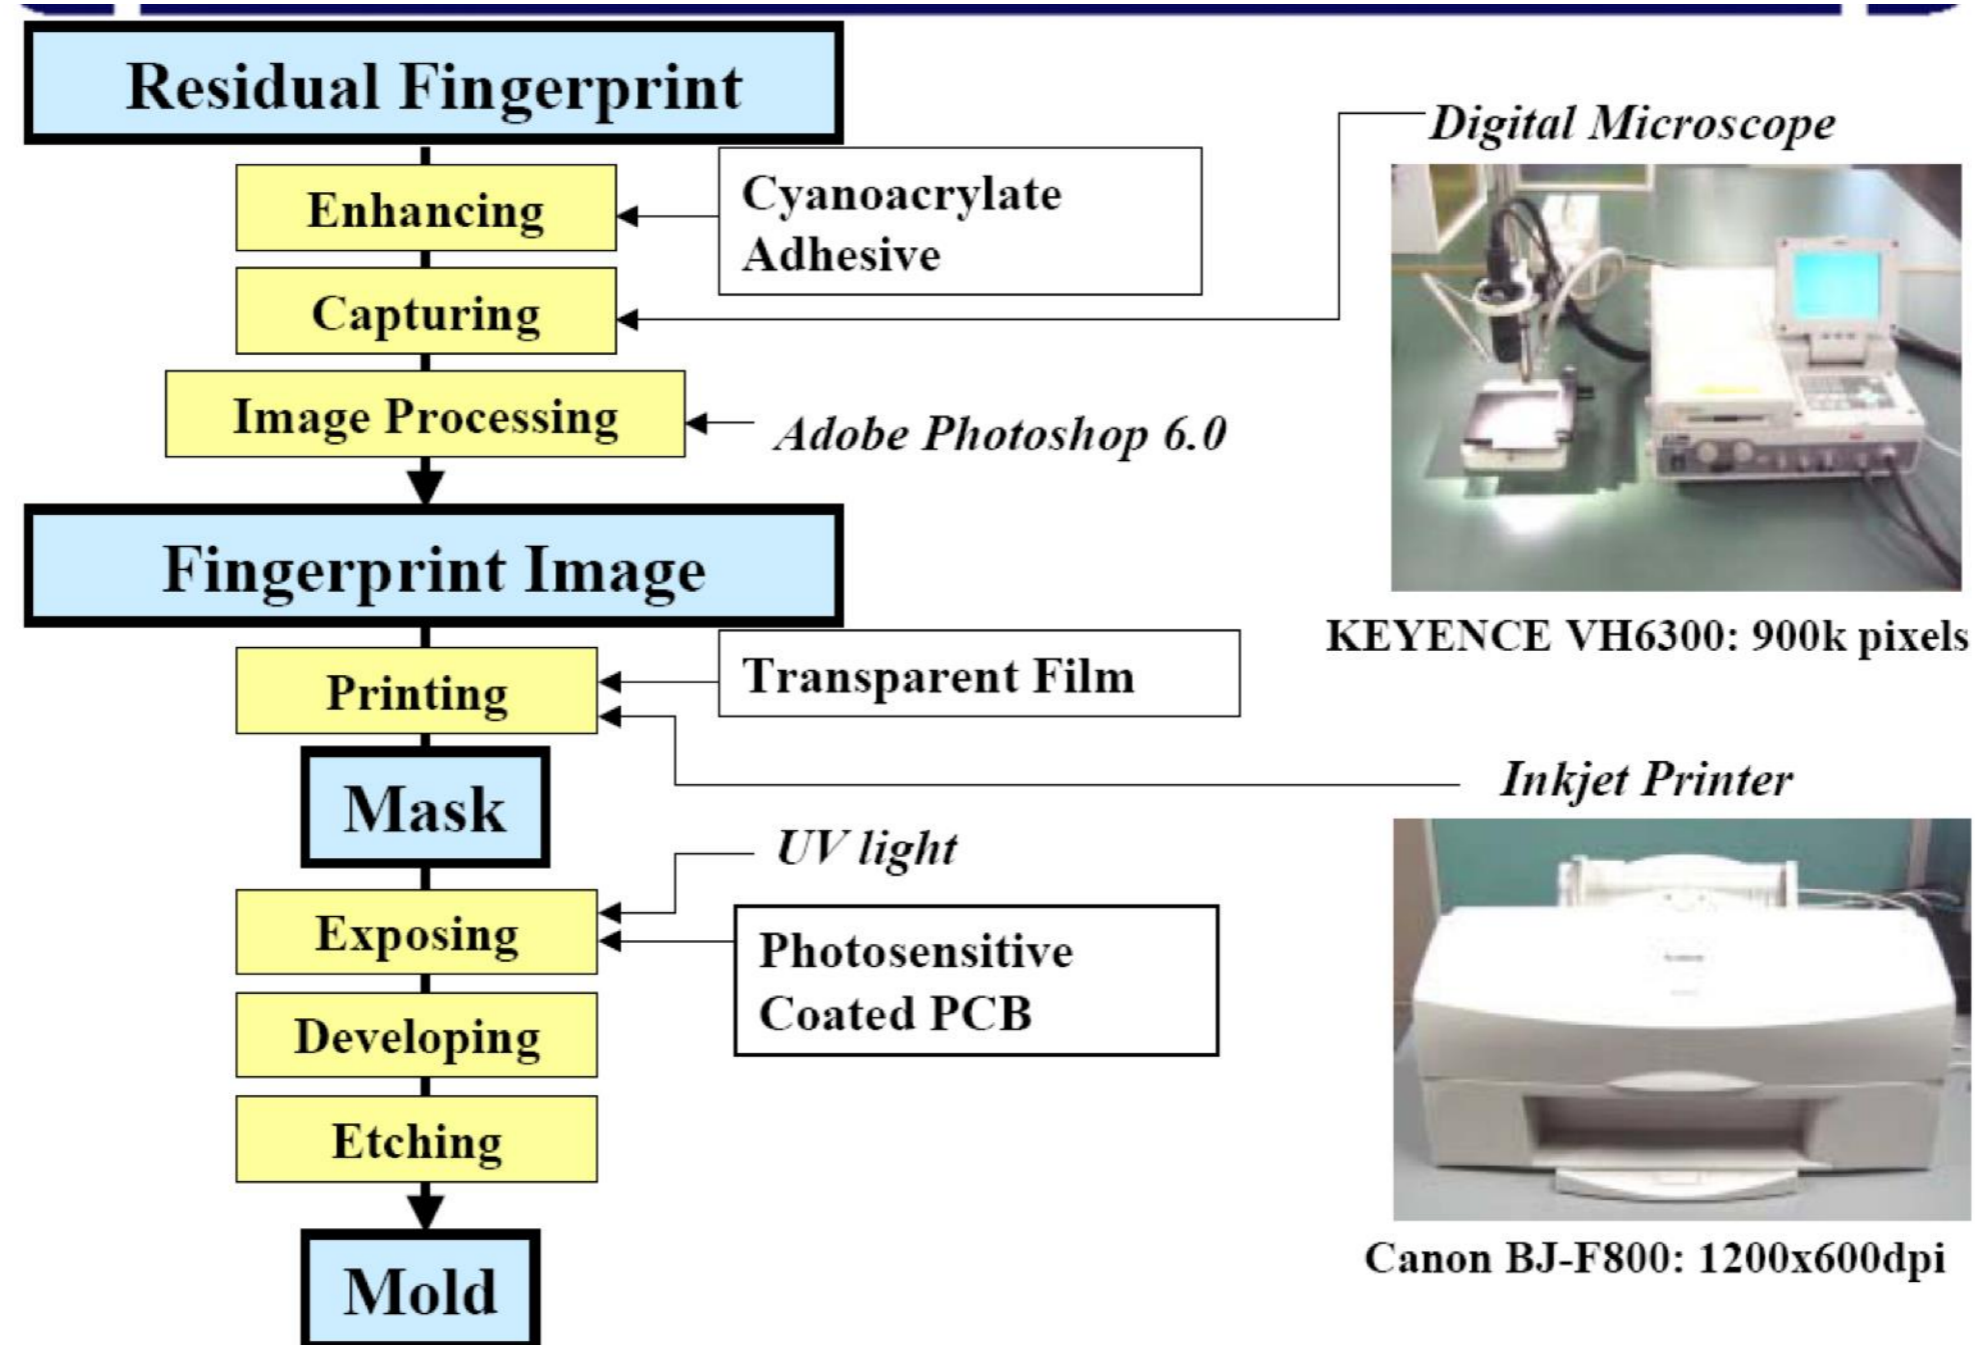 Residual Fingerprint
Enhancing
Cyanoacrylate
Adhesive
Digital Microscope
Capturing
Image Processing
Adobe Photoshop 6.0
Fingerprint Image
KEYENCE VH6300: 900k pixels
Printing
Transparent Film
Mask
Inkjet Printer
UV light
Exposing
Photosensitive
Coated PCB
Developing
Etching
Canon BJ-F800: 1200x600dpi
Mold